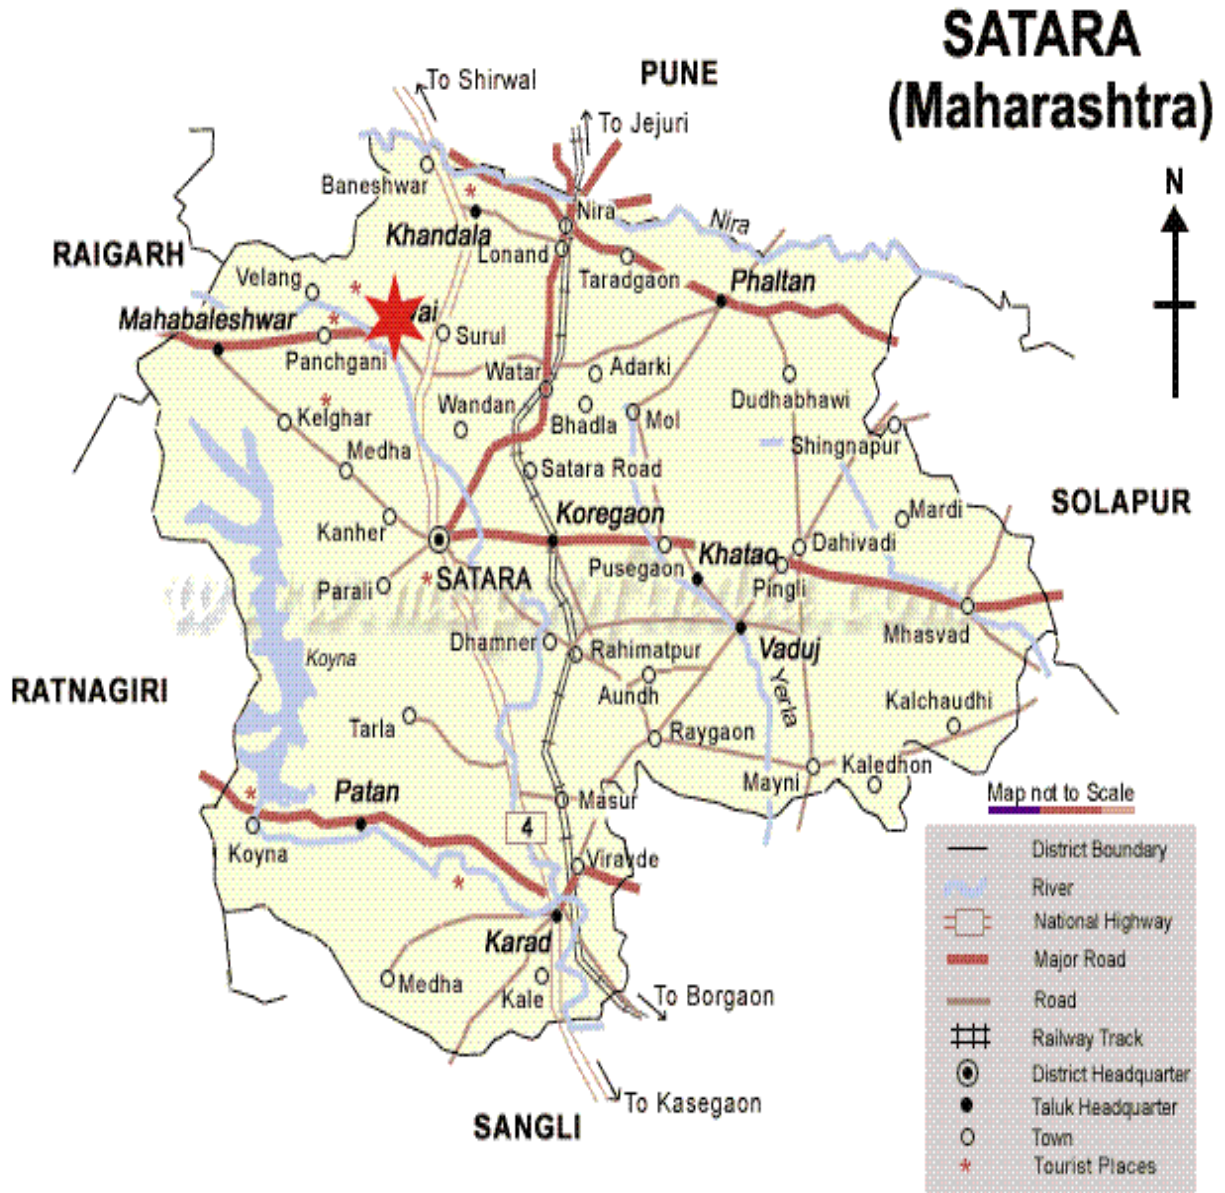 SATARA
(Maharashtra)
To Shirwal
PUNE
To Jejuri
N
Baneshwar
Nira
Nira
Khandala
RAIGARH
Lonand
Velang
Taradgaon
Phaltan
Mahabaleshwar
ai
Surul
Panchgani
Watar
Adarki
Wandan
Dudhabhawi
Kelghar
Bhadla
Mol
Medha
Shingnapur
Satara Road
SOLAPUR
Kanher
Koregaon
Mardi
Khatao
Dahivadi
Pusegaon
SATARA
Parali
Pingli
Mhasvad
Dhamner
Rahimatpur
Vaduj
Koyna
RATNAGIRI
Aundh
Yerla
Kalchaudhi
Tarla
Raygaon
Mayni
Kaledhon
Map not to Scale
Patan
Masur
4
Koyna
Viravde
Karad
Medha
Kale
To Borgaon
To Kasegaon
SANGLI
District Boundary
River
National Highway
Major Road
Road
Railway Track
District Headquarter
Taluk Headquarter
Town
Tourist Places